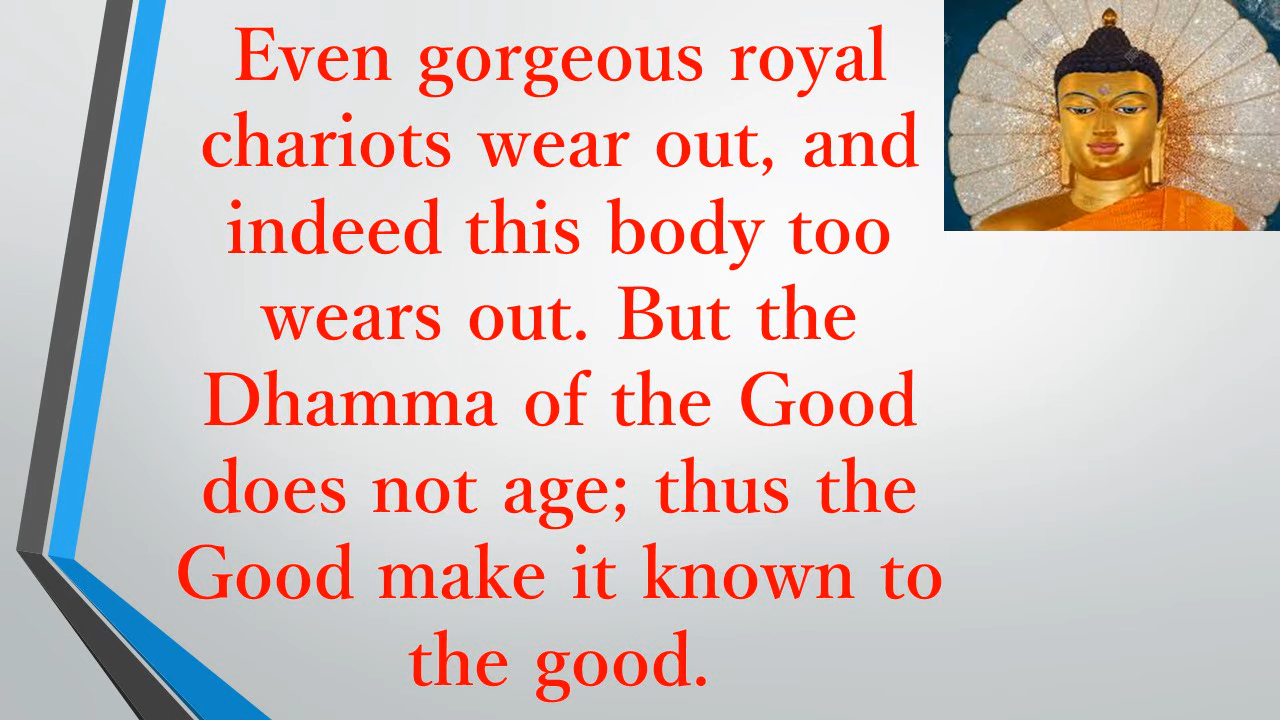 Even gorgeous royal
chariots wear out, and
indeed this body too
wears out. But the
Dhamma of the Good
does not age; thus the
Good make it known to
the good.